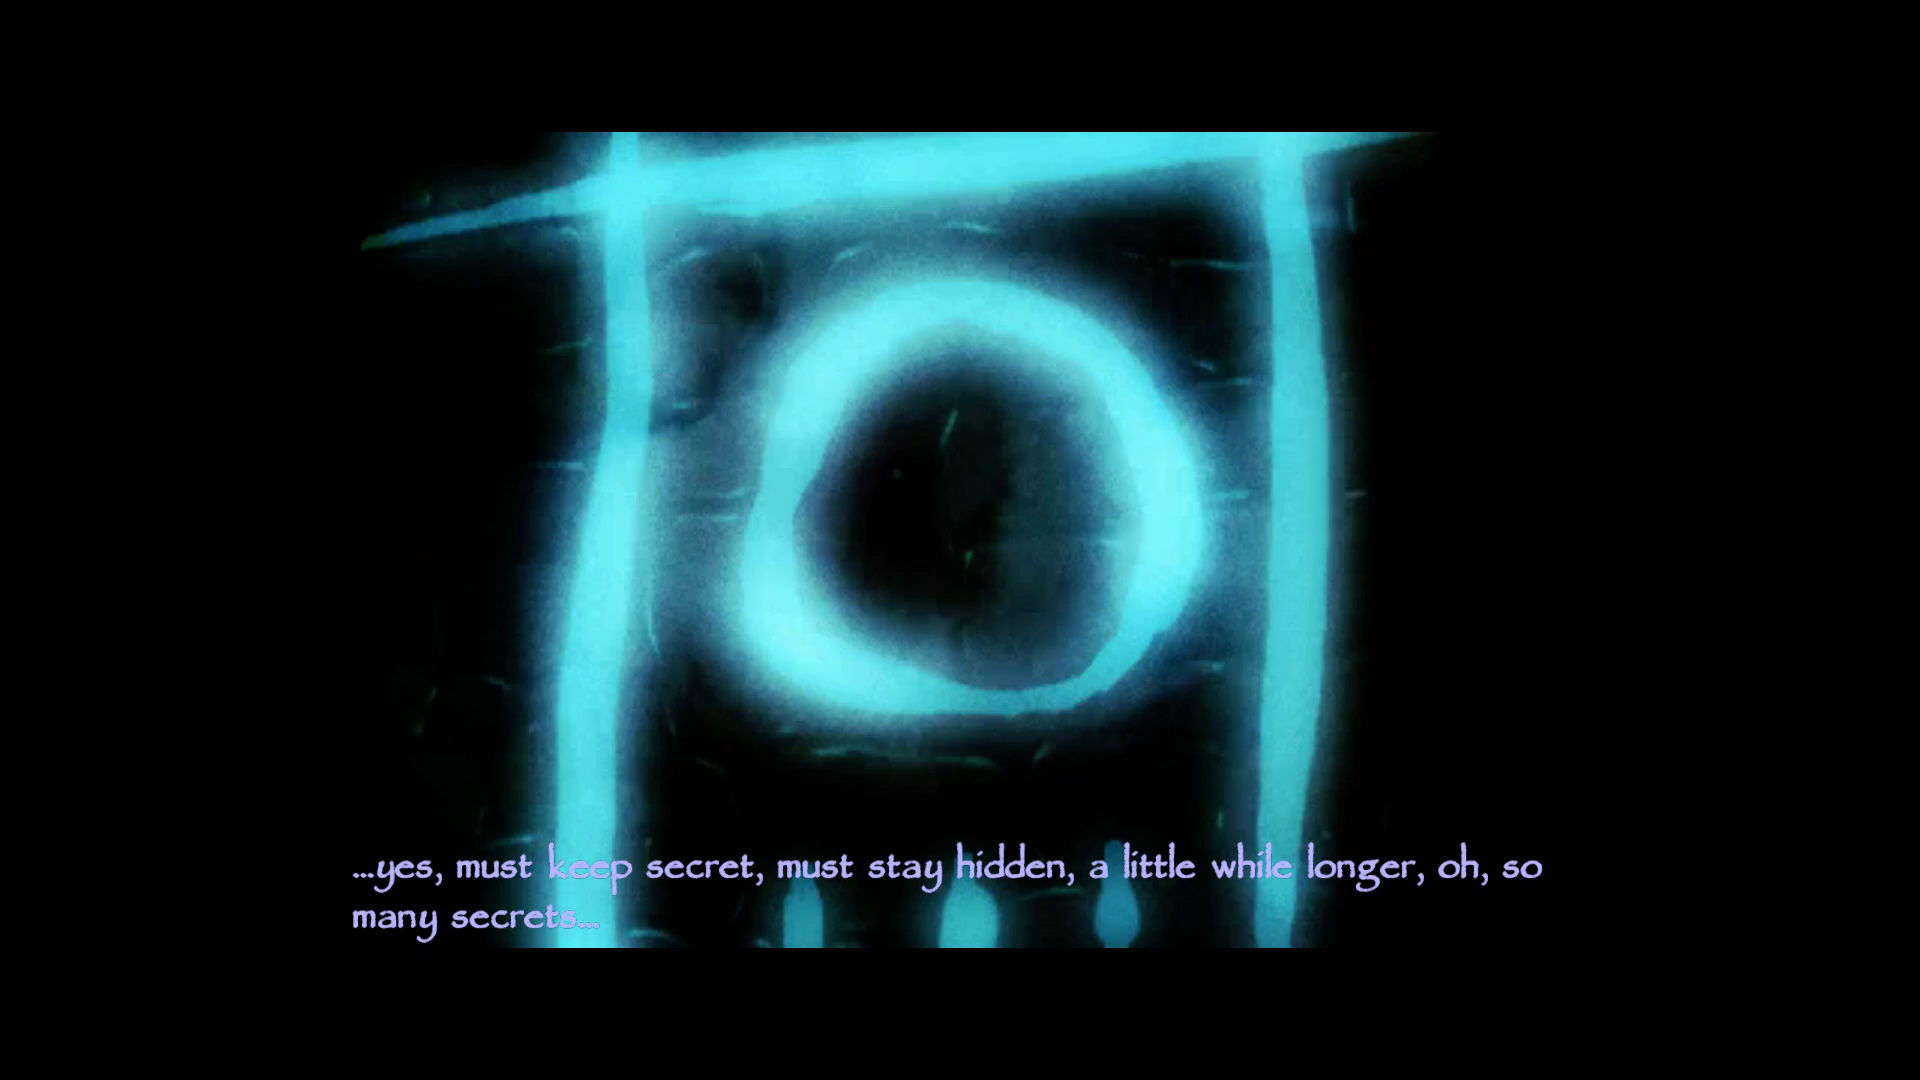 ...yes, must keep secret, must stay hidden, a little while longer, oh, so
many secrets...